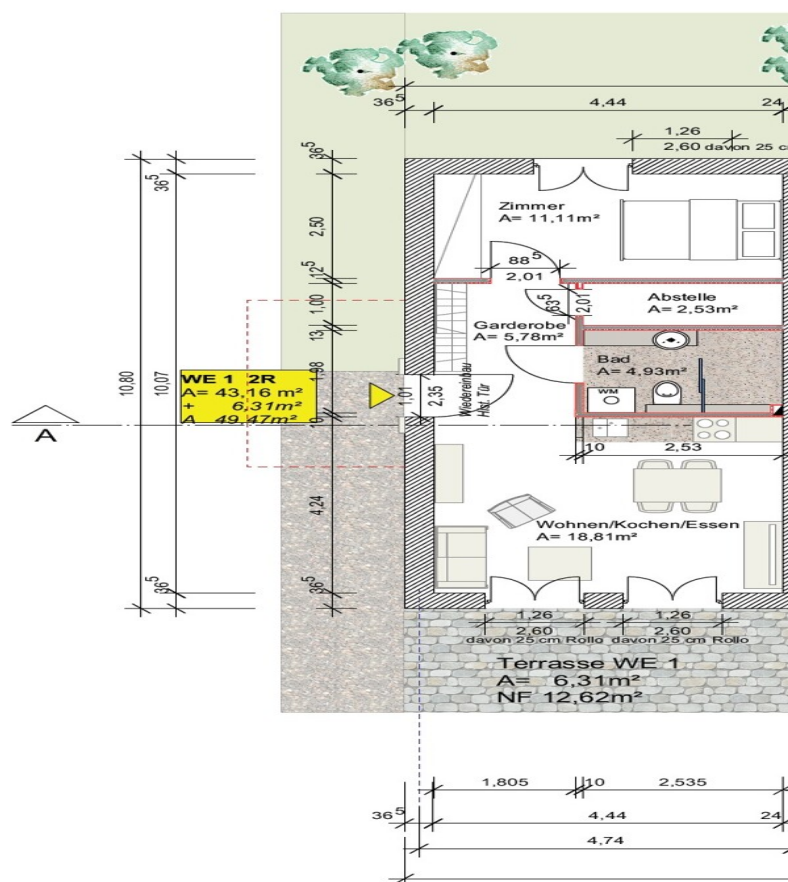 36⁵
4,44
24
1,26
2,60 davon 25 c
Zimmer
A= 11,11m²
88⁵
2,01
63⁵
2,01
Abstelle
A= 2,53m²
Garderobe
A= 5,78m²
Bad
A= 4,93m²
WM
Wiedereinbau
Hist. Tür
1,01
2,35
36⁵
2,50
12⁵
1,00
13
1,98
10
4,24
36⁵
36⁵
10,07
36⁵
10,80
WE 1 2R
A= 43,16 m²
+ 6,31m²
A 49,47m²
A
10
2,53
Wohnen/Kochen/Essen
A= 18,81m²
1,26
2,60
davon 25 cm Rollo
1,26
2,60
davon 25 cm Rollo
Terrasse WE 1
A= 6,31m²
NF 12,62m²
1,805
10
2,535
36⁵
4,44
24
4,74